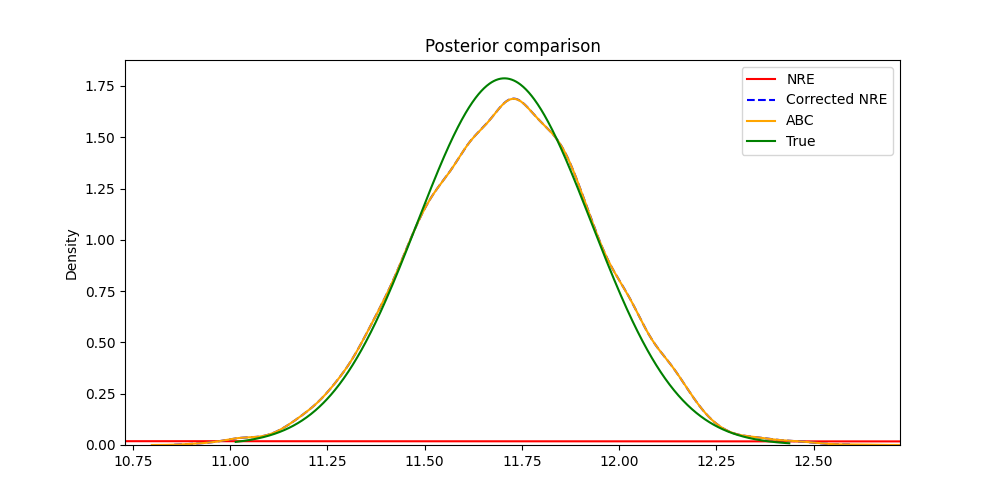 Posterior comparison
NRE
Corrected NRE
ABC
True
Density
1.75
1.50
1.25
1.00
0.75
0.50
0.25
0.00
10.75 11.00 11.25 11.50 11.75 12.00 12.25 12.50